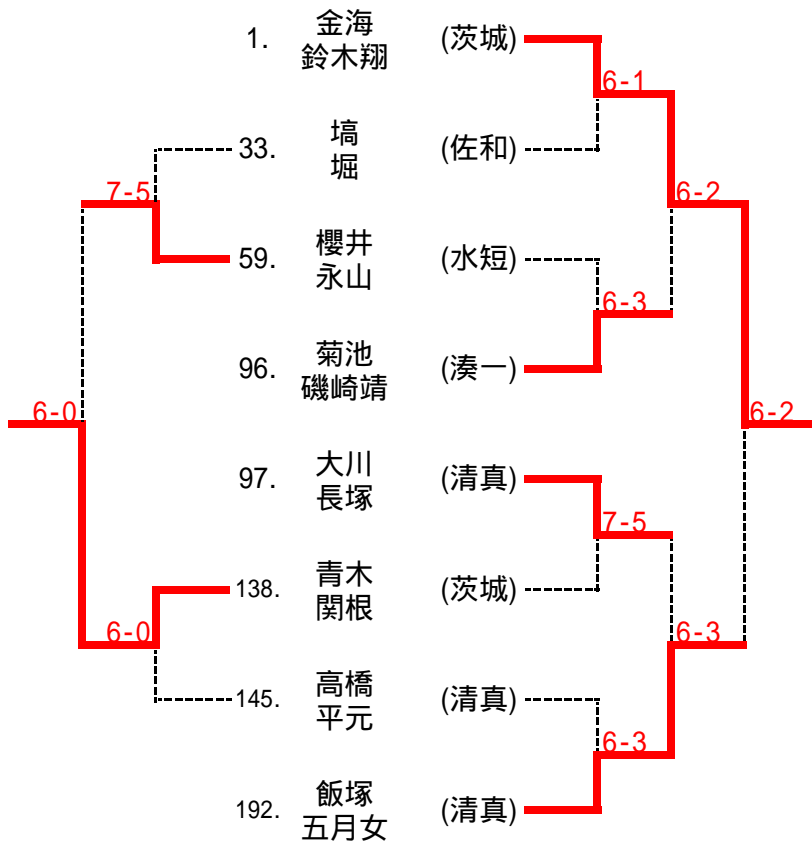 1. 金海 (茨城)
鈴木翔
6-1
33. 塙 (佐和)
堀
7-5 6-2
59. 櫻井 (水短)
永山
6-3
96. 菊池 (湊一)
磯崎靖
6-0 6-2
97. 大川 (清真)
長塚
7-5
138. 青木 (茨城)
関根
6-0 6-3
145. 高橋 (清真)
平元
6-3
192. 飯塚 (清真)
五月女